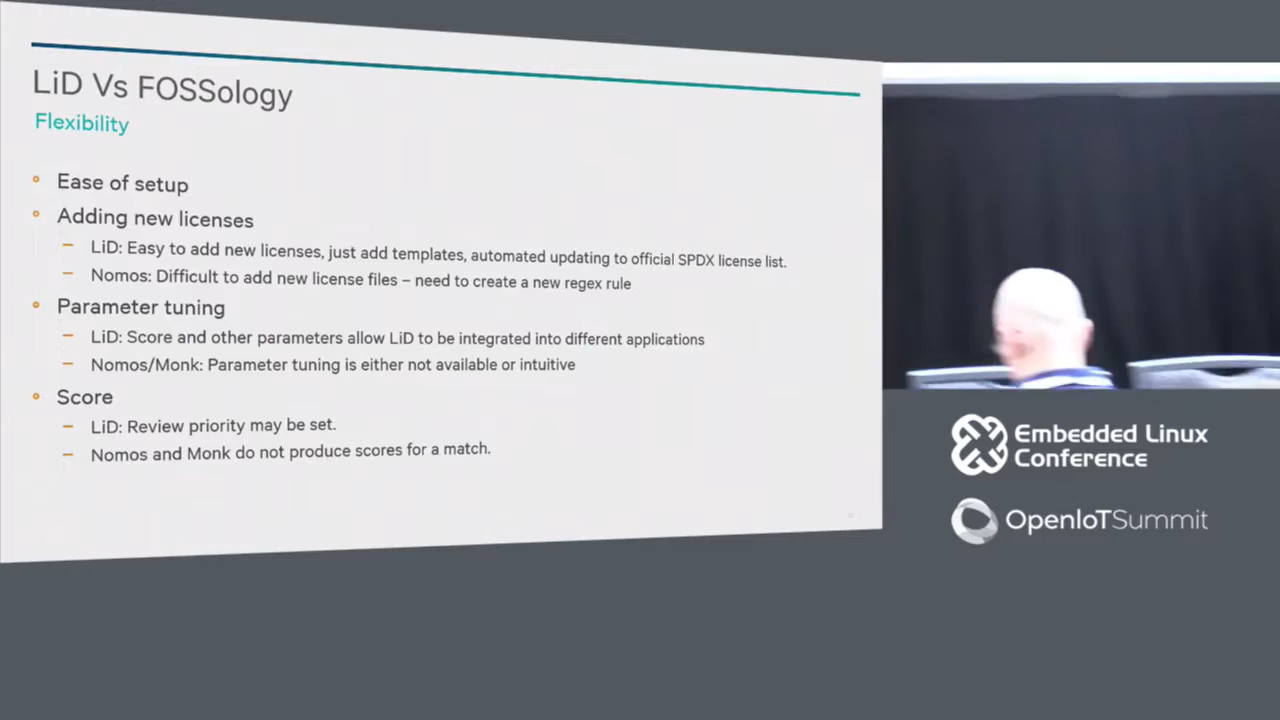 LiD Vs FOSSology
Flexibility
Ease of setup
Adding new licenses
– LiD: Easy to add new licenses, just add templates, automated updating to official SPDX license list.
– Nomos: Difficult to add new license files – need to create a new regex rule
Parameter tuning
– LiD: Score and other parameters allow LiD to be integrated into different applications
– Nomos/Monk: Parameter tuning is either not available or intuitive
Score
– LiD: Review priority may be set.
– Nomos and Monk do not produce scores for a match.
Embedded Linux
Conference
OpenIoTSummit